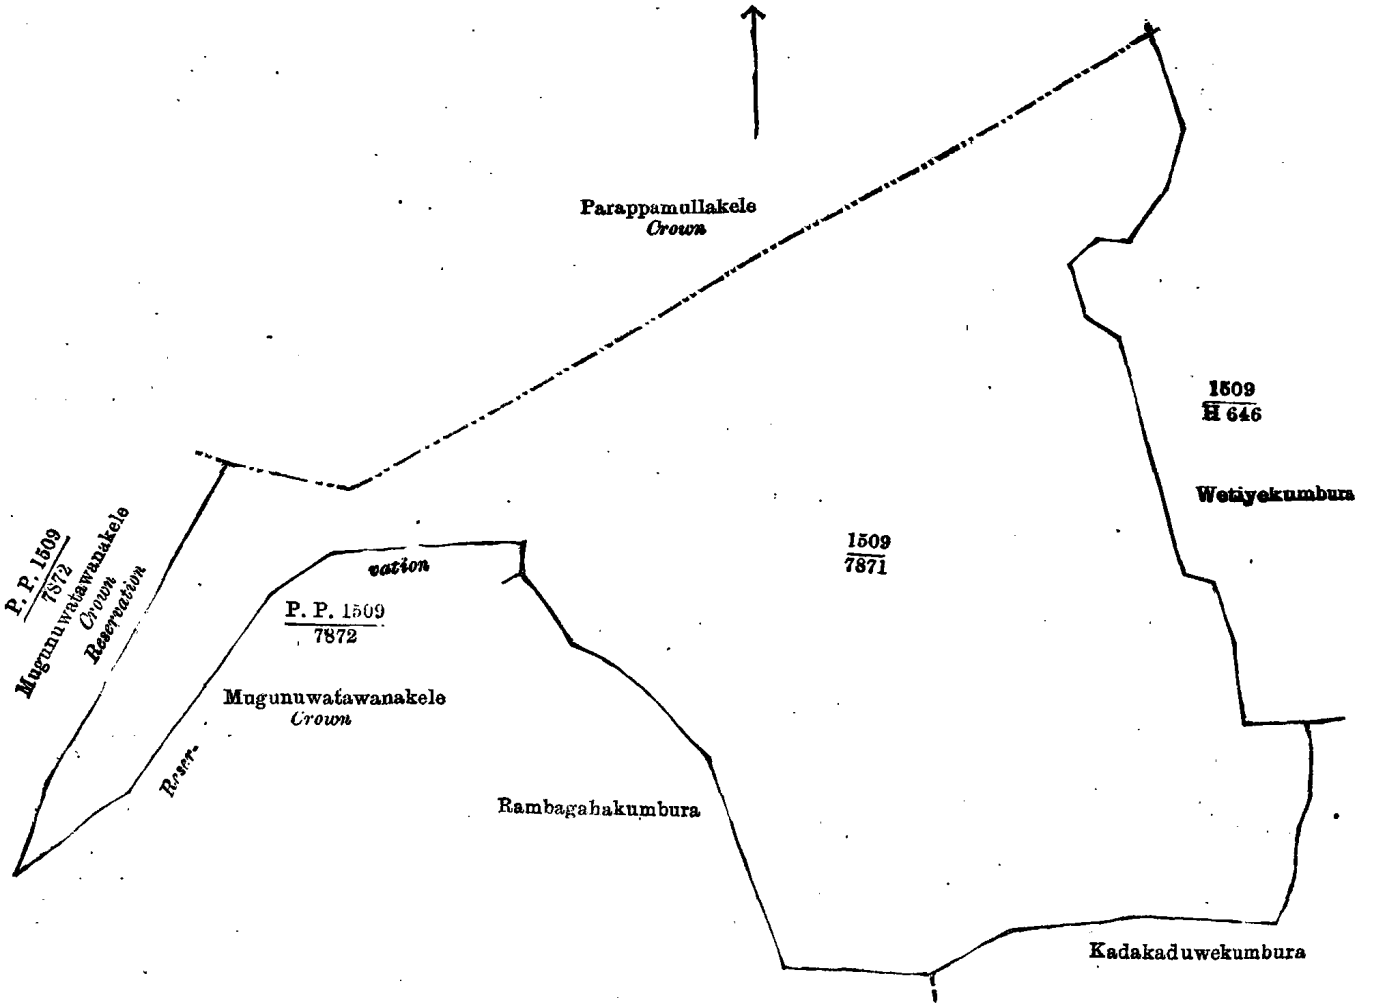 Parappamullakele
Crown
1509
H 646
Wetiyekumbura
P. P. 1509
7872
Mugunuwatawanakele
Crown
Reservation
1509
7871
vation
P. P. 1509
7872
Mugunuwatawanakele
Crown
Reser-
Rambagahakumbura
Kadakaduwekumbura